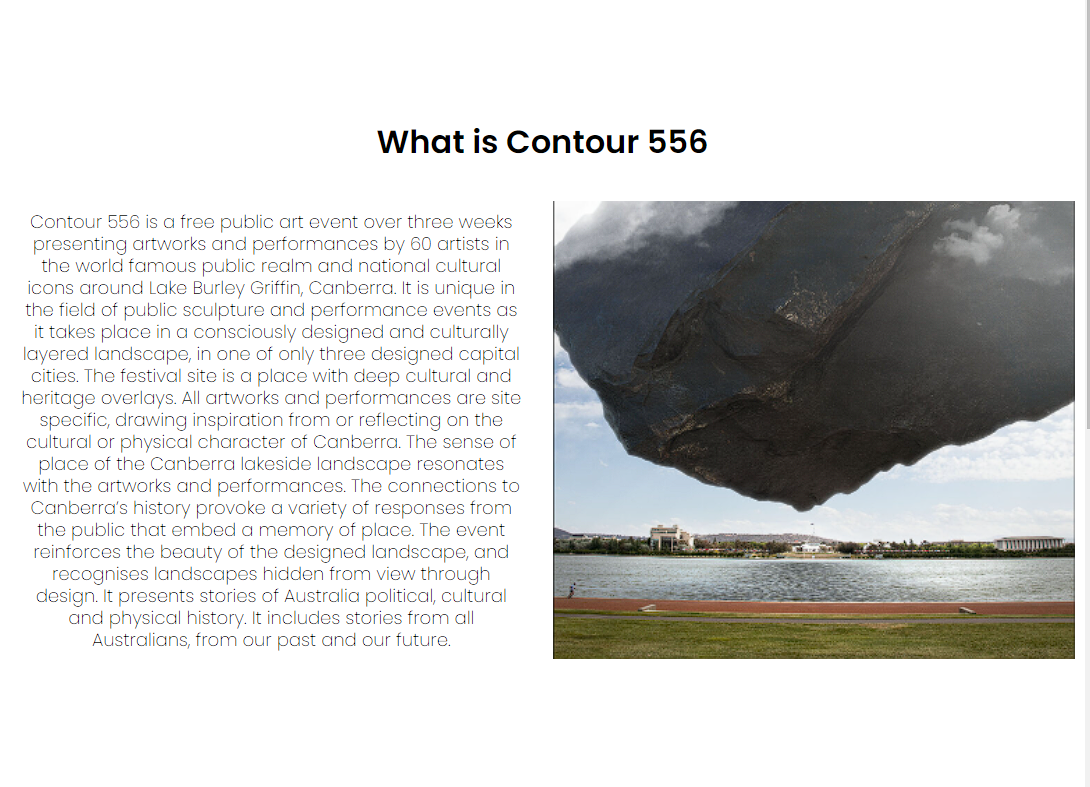 What is Contour 556
Contour 556 is a free public art event over three weeks
presenting artworks and performances by 60 artists in
the world famous public realm and national cultural
icons around Lake Burley Griffin, Canberra. It is unique in
the field of public sculpture and performance events as
it takes place in a consciously designed and culturally
layered landscape, in one of only three designed capital
cities. The festival site is a place with deep cultural and
heritage overlays. All artworks and performances are site
specific, drawing inspiration from or reflecting on the
cultural or physical character of Canberra. The sense of
place of the Canberra lakeside landscape resonates
with the artworks and performances. The connections to
Canberra’s history provoke a variety of responses from
the public that embed a memory of place. The event
reinforces the beauty of the designed landscape, and
recognises landscapes hidden from view through
design. It presents stories of Australia political, cultural
and physical history. It includes stories from all
Australians, from our past and our future.